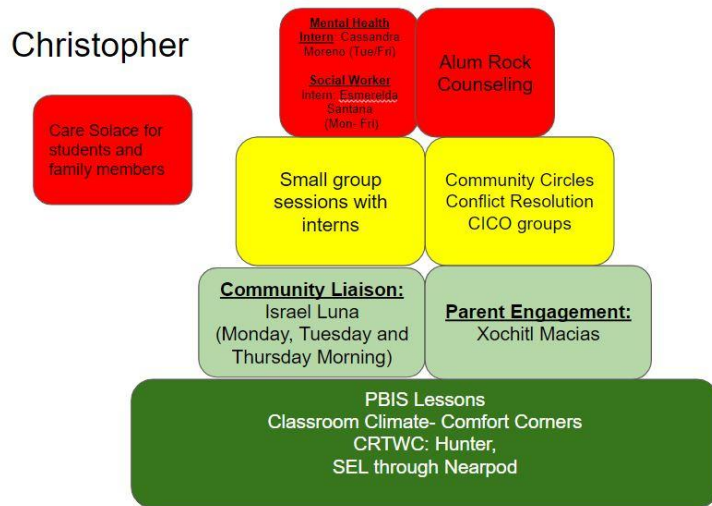 Christopher
Mental Health
Intern: Cassandra
Moreno (Tue/Fri)
Social Worker
Intern: Esmerelda
Santana
(Mon- Fri)
Alum Rock
Counseling
Care Solace for
students and
family members
Small group
sessions with
interns
Community Circles
Conflict Resolution
CICO groups
Community Liaison:
Israel Luna
(Monday, Tuesday and
Thursday Morning)
Parent Engagement:
Xochitl Macias
PBIS Lessons
Classroom Climate- Comfort Corners
CRTWC: Hunter,
SEL through Nearpod